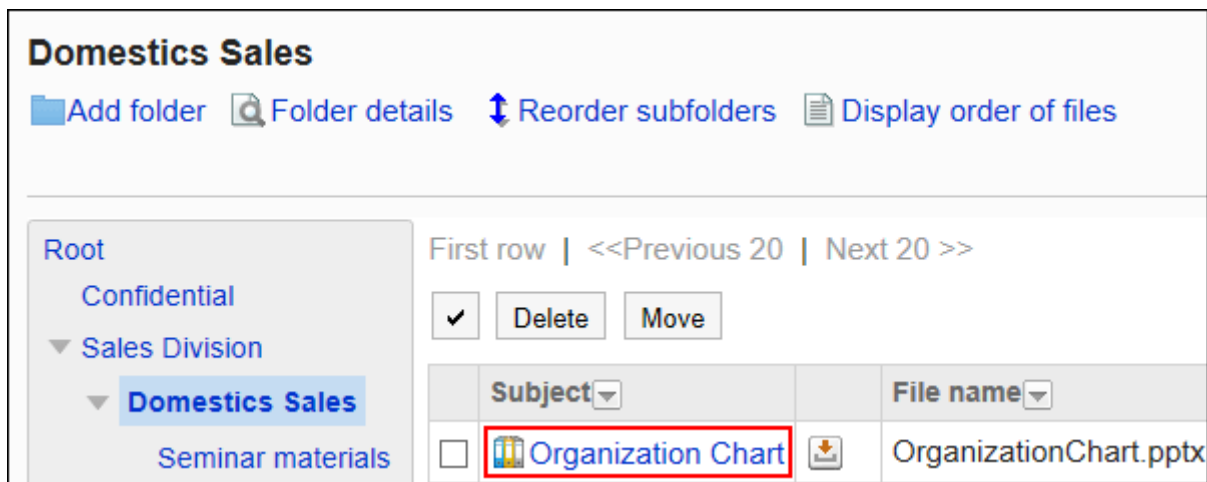 Domestics Sales
Add folder Folder details Reorder subfolders Display order of files
Root
Confidential
Sales Division
Domestics Sales
Seminar materials
First row | <<Previous 20 | Next 20 >>
Delete Move
Subject File name
Organization Chart OrganizationChart.pptx